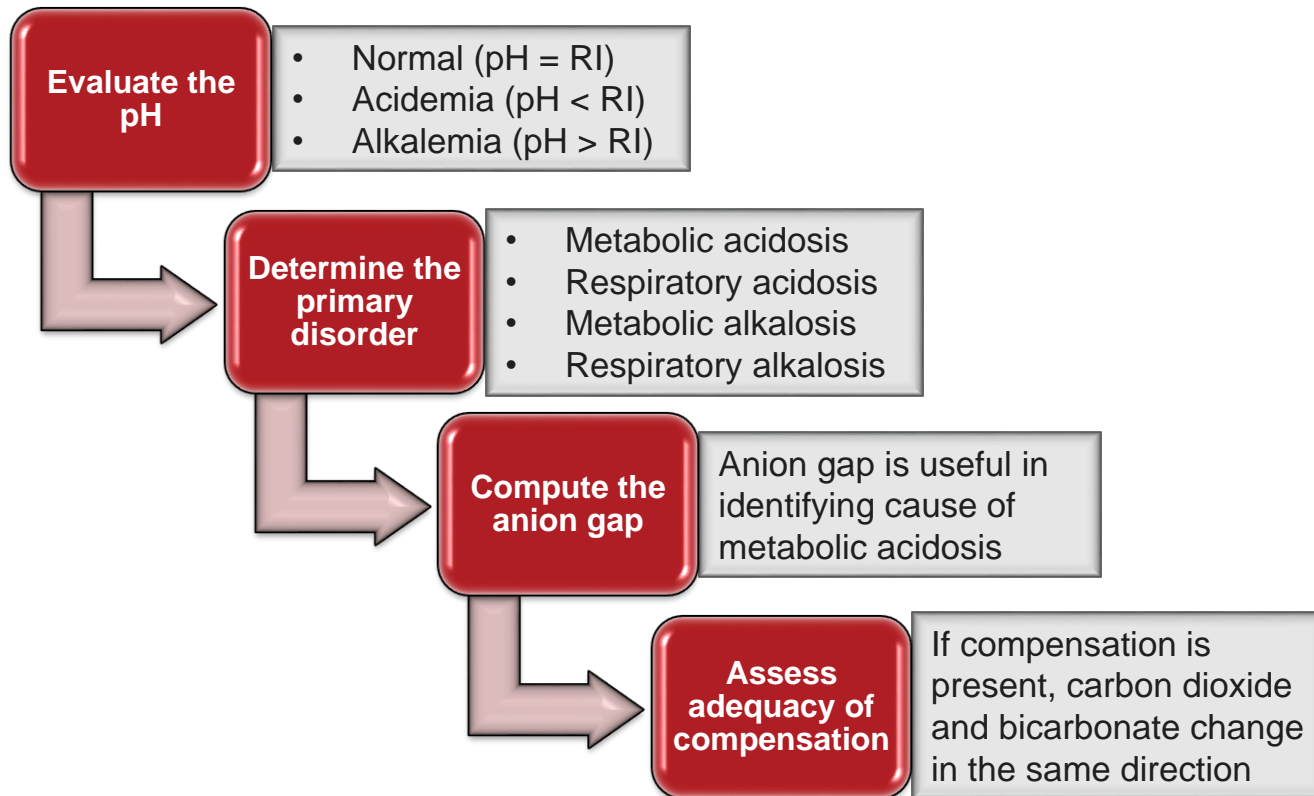 Evaluate the
pH
• Normal (pH = RI)
• Acidemia (pH < RI)
• Alkalemia (pH > RI)
Determine the
primary
disorder
• Metabolic acidosis
• Respiratory acidosis
• Metabolic alkalosis
• Respiratory alkalosis
Compute the
anion gap
Anion gap is useful in
identifying cause of
metabolic acidosis
Assess
adequacy of
compensation
If compensation is
present, carbon dioxide
and bicarbonate change
in the same direction